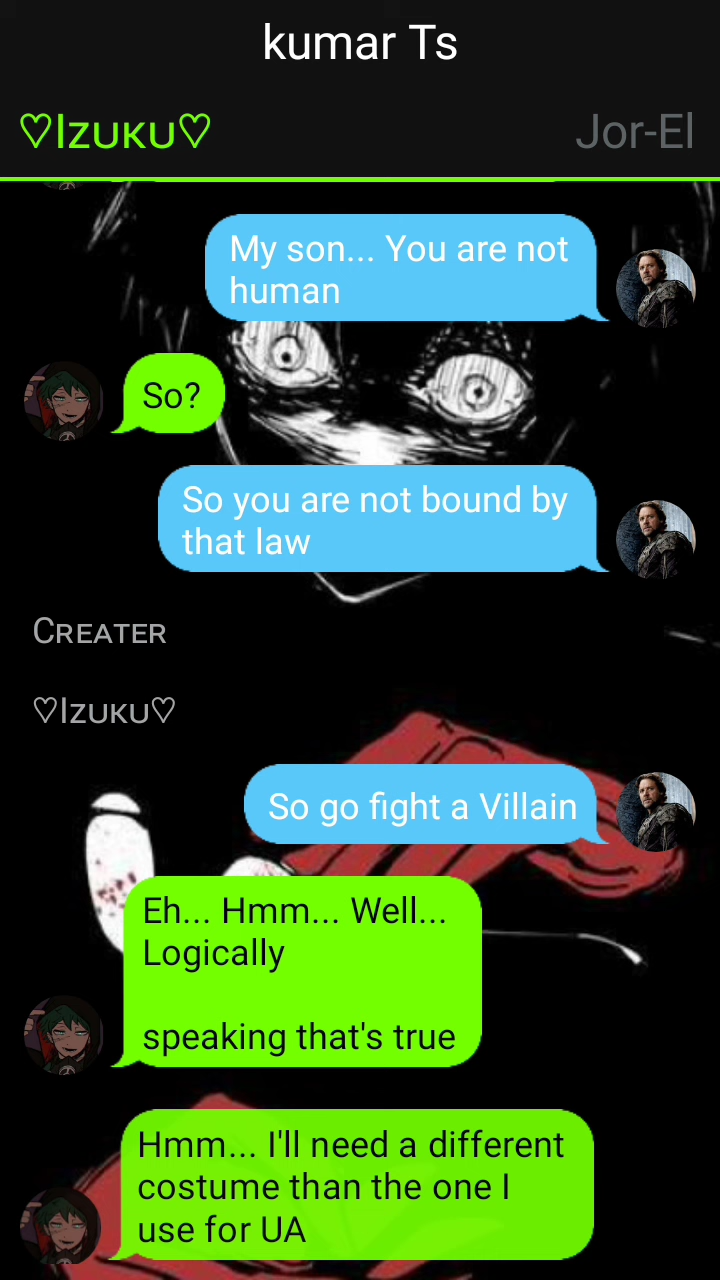 kumar Ts
♡Izuku♡
Jor-El
My son... You are not
human
So?
So you are not bound by
that law
Creater
♡Izuku♡
So go fight a Villain
Eh... Hmm... Well...
Logically
speaking that's true
Hmm... I'll need a different
costume than the one I
use for UA